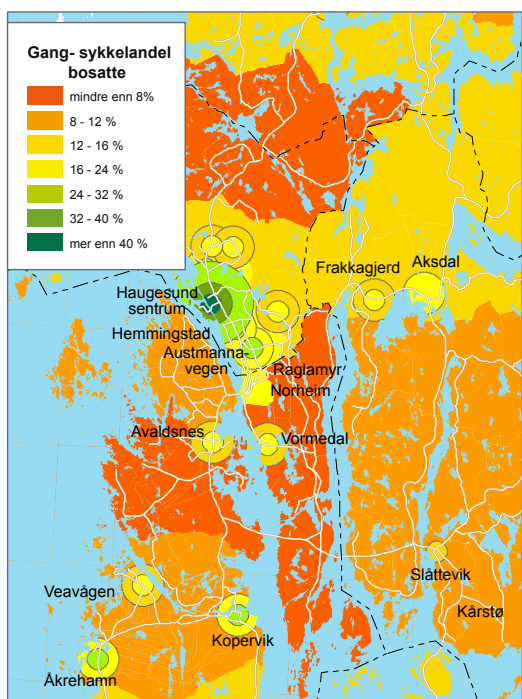 Gang- sykkelandel
bosatte
mindre enn 8%
8 - 12 %
12 - 16 %
16 - 24 %
24 - 32 %
32 - 40 %
mer enn 40 %
Frakkagjerd
Aksdal
Haugesund
sentrum
Hemmingstad
Austmanna-
vegen
Raglamyr
Norheim
Avaldsnes
Vormedal
Slåttevik
Veavågen
Kårstø
Kopervik
Åkrehamn